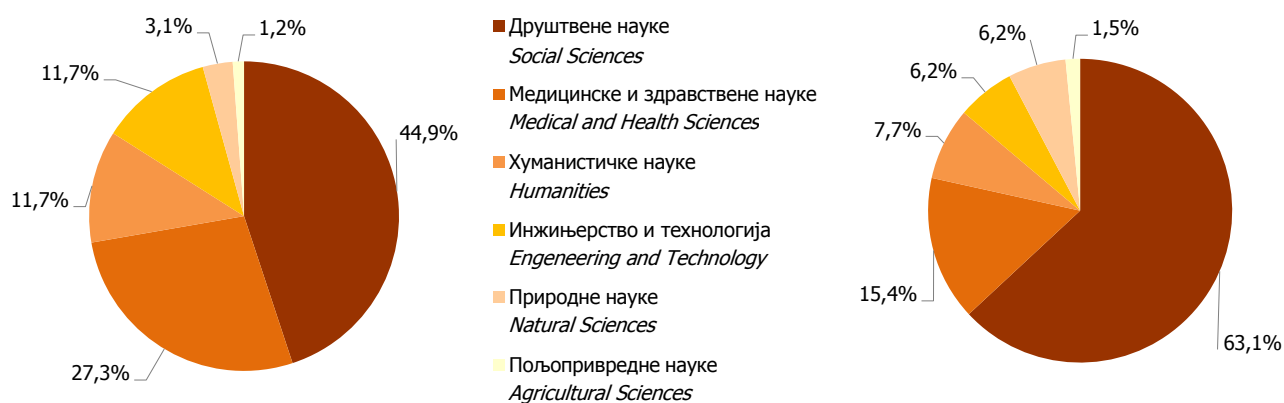 3,1%
1,2%
11,7%
44,9%
11,7%
27,3%
Друштвене науке
Social Sciences
Медицинске и здравствене науке
Medical and Health Sciences
Хуманистичке науке
Humanities
Инжињерство и технологија
Engeneering and Technology
Природне науке
Natural Sciences
Пољопривредне науке
Agricultural Sciences
6,2%
1,5%
6,2%
7,7%
15,4%
63,1%